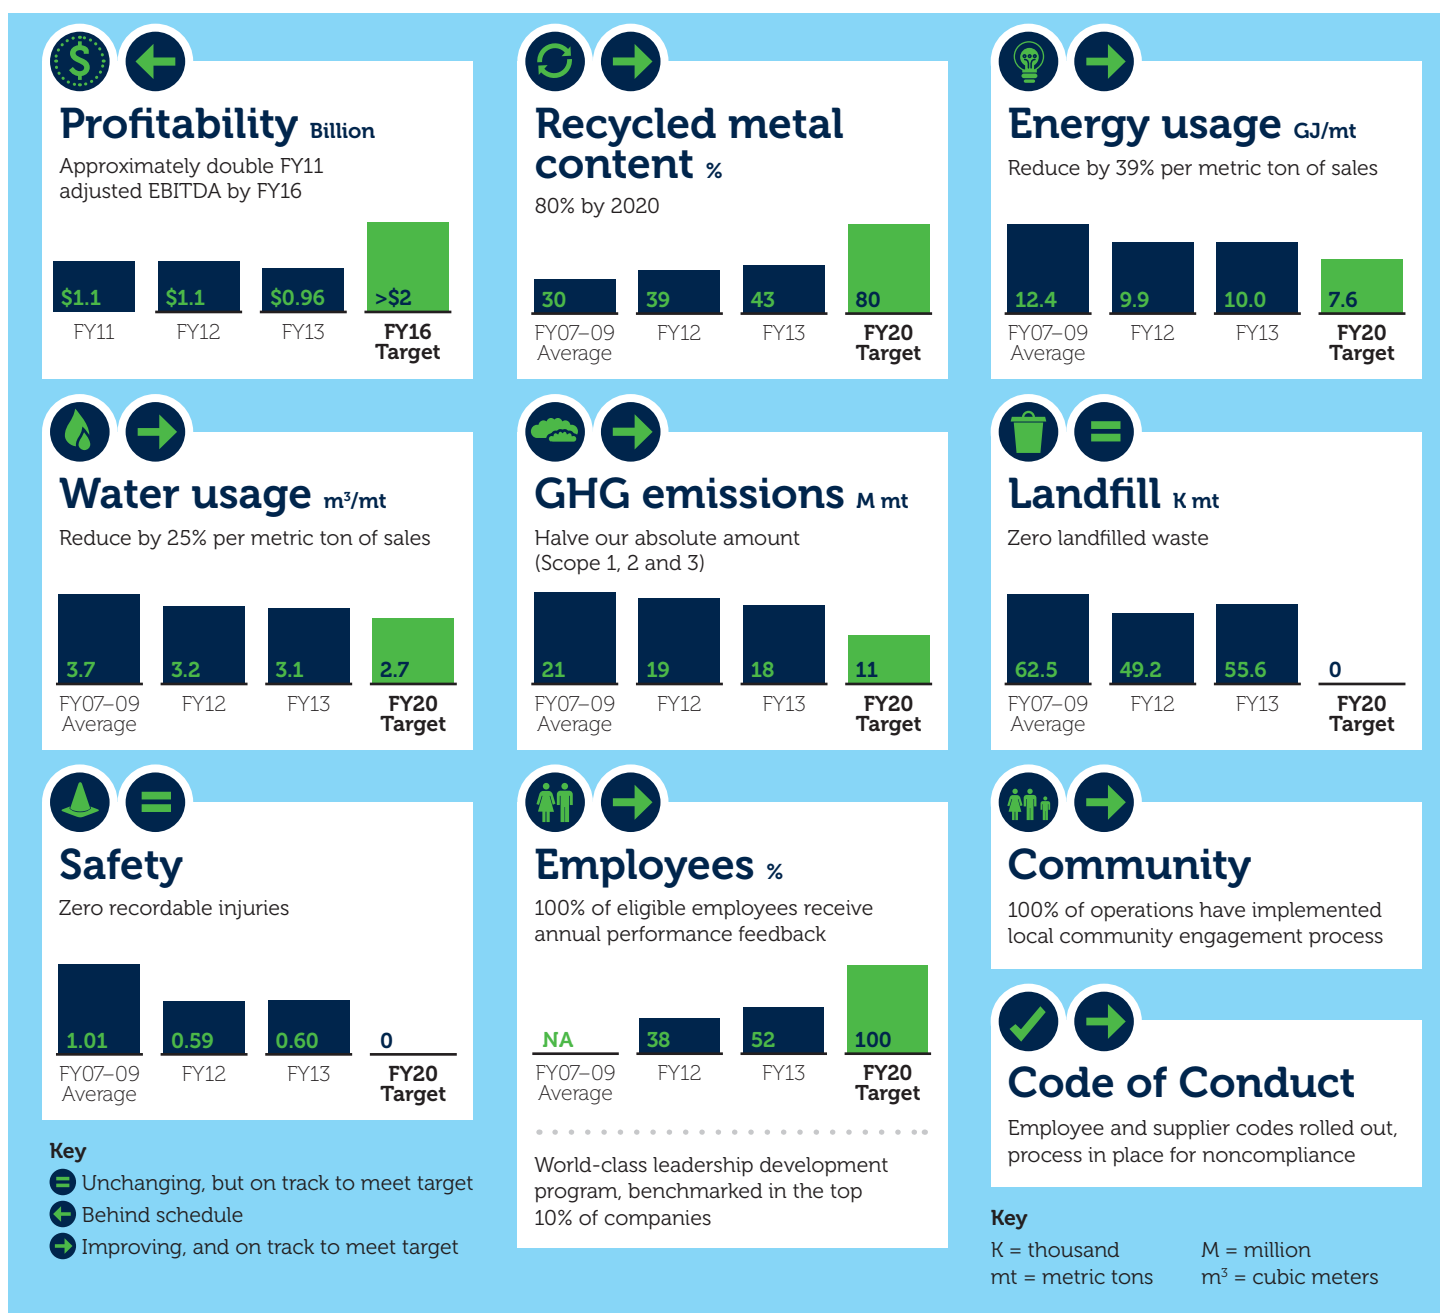 Profitability Billion
Approximately double FY11
adjusted EBITDA by FY16
$1.1
$1.1
$0.96
>$2
FY11
FY12
FY13
FY16
Target
Recycled metal
content %
80% by 2020
30
39
43
80
FY07–09
Average
FY12
FY13
FY20
Target
Energy usage GJ/mt
Reduce by 39% per metric ton of sales
12.4
9.9
10.0
7.6
FY07–09
Average
FY12
FY13
FY20
Target
Water usage m³/mt
Reduce by 25% per metric ton of sales
3.7
3.2
3.1
2.7
FY07–09
Average
FY12
FY13
FY20
Target
GHG emissions M mt
Halve our absolute amount
(Scope 1, 2 and 3)
21
19
18
11
FY07–09
Average
FY12
FY13
FY20
Target
Landfill K mt
Zero landfilled waste
62.5
49.2
55.6
0
FY07–09
Average
FY12
FY13
FY20
Target
Safety
Zero recordable injuries
1.01
0.59
0.60
0
FY07–09
Average
FY12
FY13
FY20
Target
Employees %
100% of eligible employees receive
annual performance feedback
NA
38
52
100
FY07–09
Average
FY12
FY13
FY20
Target
World-class leadership development
program, benchmarked in the top
10% of companies
Community
100% of operations have implemented
local community engagement process
Code of Conduct
Employee and supplier codes rolled out,
process in place for noncompliance
Key
Unchanging, but on track to meet target
Behind schedule
Improving, and on track to meet target
Key
K = thousand
M = million
mt = metric tons
m³ = cubic meters